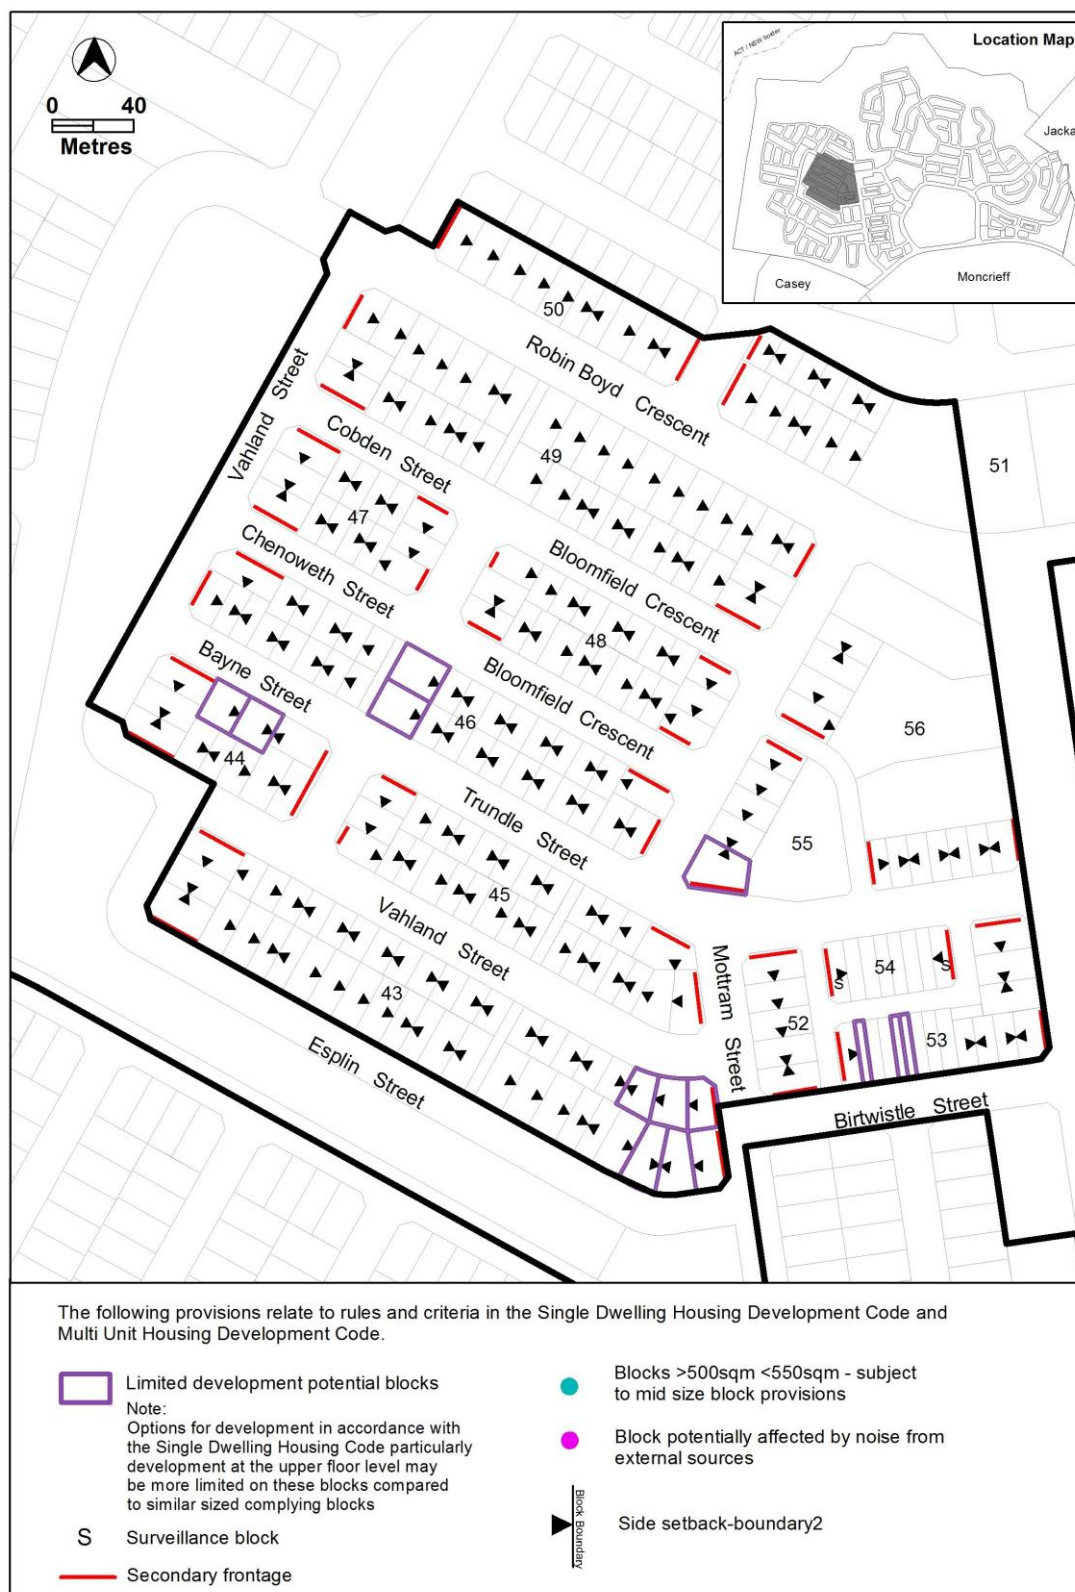 ACT / NSW border
Location Map
Jacka
Casey
Moncrieff
0 40
Metres
50
Robin Boyd Crescent
Vahland Street
Cobden Street
49
51
47
Chenoweth Street
Bloomfield Crescent
48
Bayne Street
Bloomfield Crescent
46
56
44
Trundle Street
55
45
Vahland Street
Mottram Street
54
S
S
43
52
53
Esplin Street
Birtwistle Street
The following provisions relate to rules and criteria in the Single Dwelling Housing Development Code and
Multi Unit Housing Development Code.
Limited development potential blocks
Note:
Options for development in accordance with
the Single Dwelling Housing Code particularly
development at the upper floor level may
be more limited on these blocks compared
to similar sized complying blocks
S Surveillance block
Secondary frontage
Blocks >500sqm <550sqm - subject
to mid size block provisions
Block potentially affected by noise from
external sources
Block Boundary
Side setback-boundary2